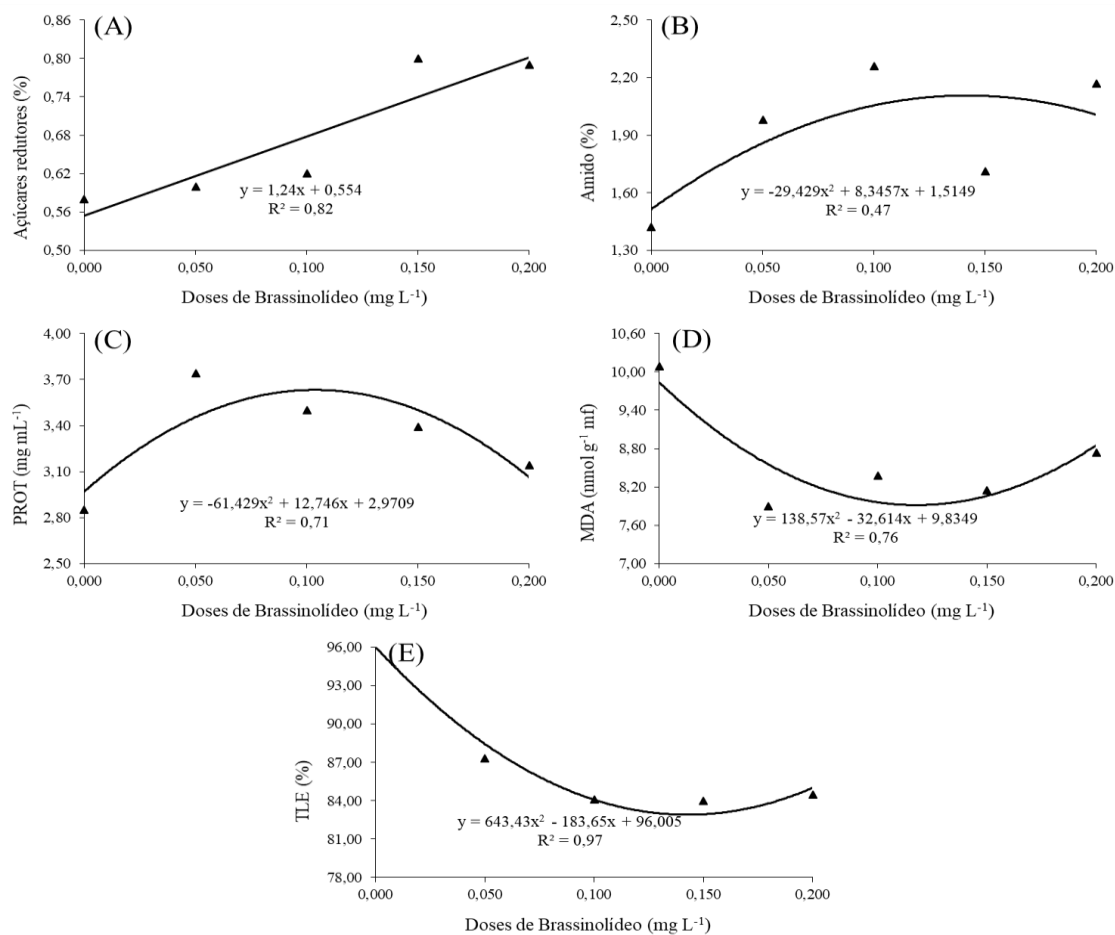 (A)
Açúcares redutores (%)
0,86
0,80
0,74
0,68
0,62
0,56
0,50
y = 1,24x + 0,554
R² = 0,82
0,000 0,050 0,100 0,150 0,200
Doses de Brassinolídeo (mg L⁻¹)
(B)
Amido (%)
2,20
1,90
1,60
1,30
y = -29,429x² + 8,3457x + 1,5149
R² = 0,47
0,000 0,050 0,100 0,150 0,200
Doses de Brassinolídeo (mg L⁻¹)
(C)
PROT (mg mL⁻¹)
4,00
3,70
3,40
3,10
2,80
2,50
y = -61,429x² + 12,746x + 2,9709
R² = 0,71
0,000 0,050 0,100 0,150 0,200
Doses de Brassinolídeo (mg L⁻¹)
(D)
MDA (nmol g⁻¹ mf)
10,60
10,00
9,40
8,80
8,20
7,60
7,00
y = 138,57x² - 32,614x + 9,8349
R² = 0,76
0,000 0,050 0,100 0,150 0,200
Doses de Brassinolídeo (mg L⁻¹)
(E)
TLE (%)
96,00
93,00
90,00
87,00
84,00
81,00
78,00
y = 643,43x² - 183,65x + 96,005
R² = 0,97
0,000 0,050 0,100 0,150 0,200
Doses de Brassinolídeo (mg L⁻¹)